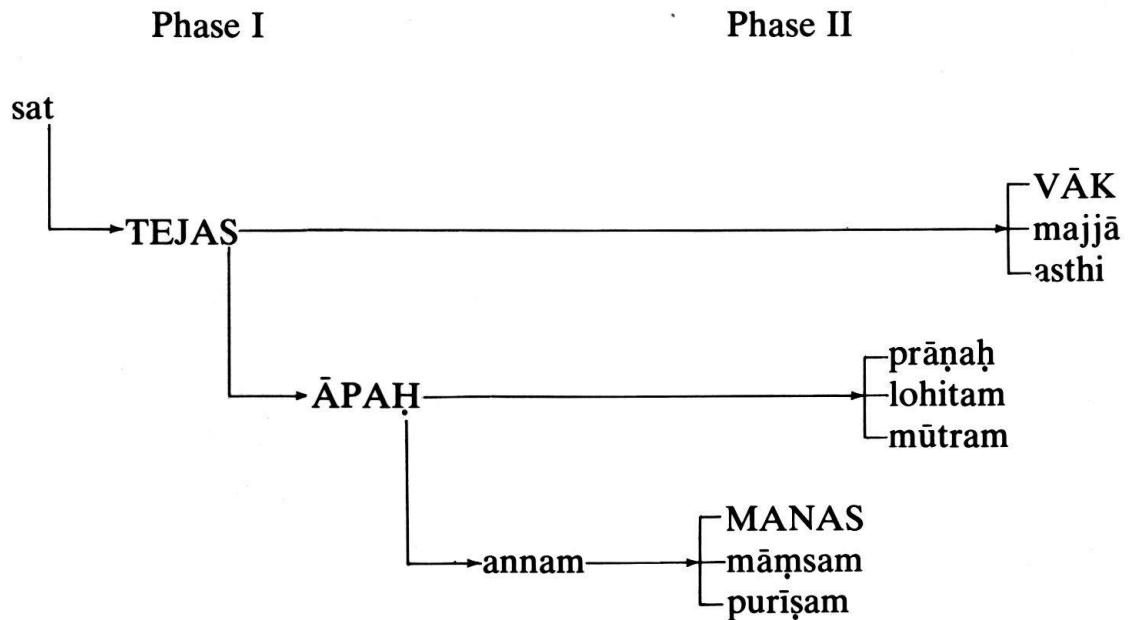 Phase I Phase II
sat
VĀK
TEJAS majjā
asthi
prāṇaḥ
ĀPAḤ lohitam
mūtram
MANAS
annam māṃsam
purīṣam